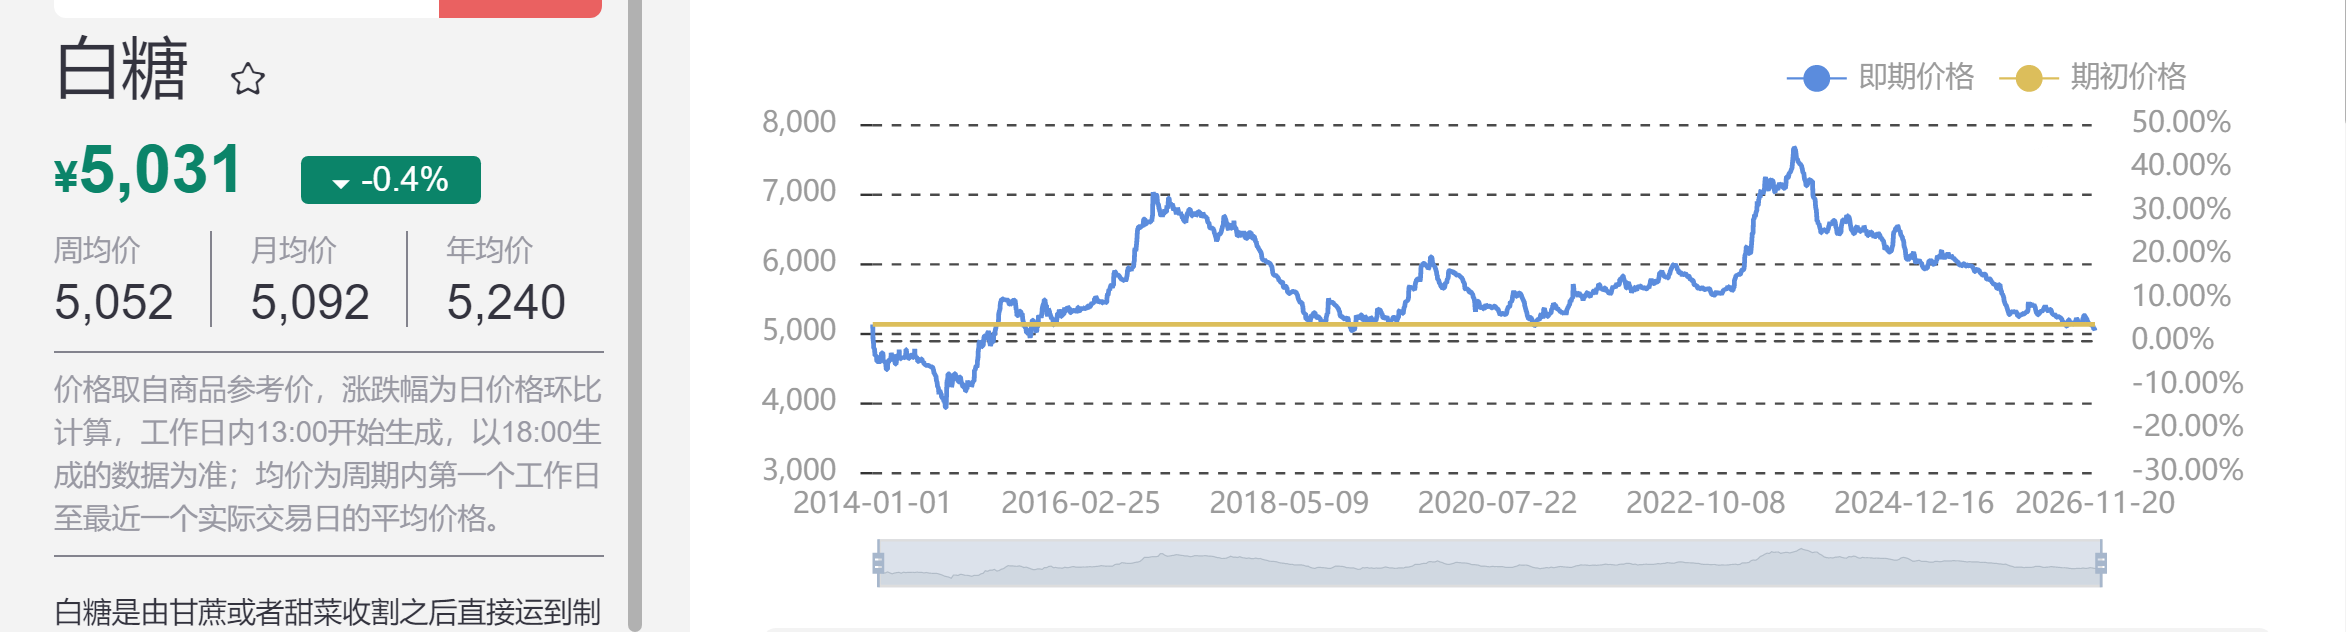 白糖
¥5,031 -0.4%
周均价 月均价 年均价
5,052 5,092 5,240
价格取自商品参考价，涨跌幅为日价格环比
计算，工作日内13:00开始生成，以18:00生
成的数据为准；均价为周期内第一个工作日
至最近一个实际交易日的平均价格。
白糖是由甘蔗或者甜菜收割之后直接运到制
即期价格 期初价格
8,000 50.00%
40.00%
7,000
30.00%
6,000 20.00%
10.00%
5,000 0.00%
-10.00%
4,000
-20.00%
3,000 -30.00%
2014-01-01 2016-02-25 2018-05-09 2020-07-22 2022-10-08 2024-12-16 2026-11-20